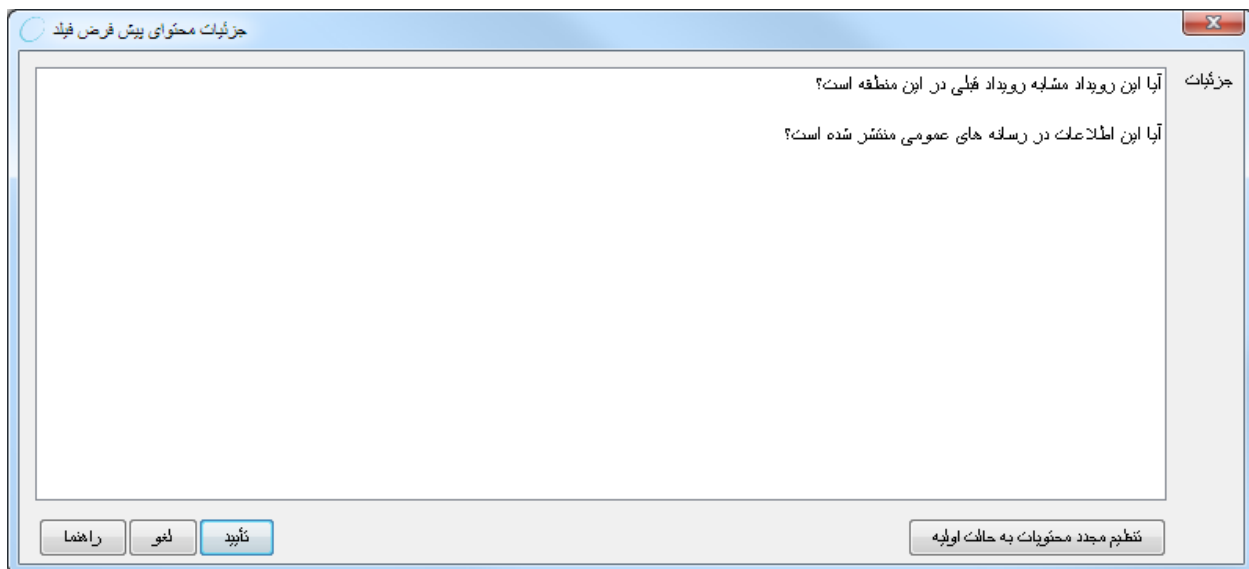 جزئیات محتوای پیش فرض فیلد
جزئیات
آیا این رویداد مشابه رویداد قبلی در این منطقه است؟
آیا این اطلاعات در رسانه های عمومی منتشر شده است؟
تنظیم مجدد محتویات به حالت اولیه
تأیید
لغو
راهنما